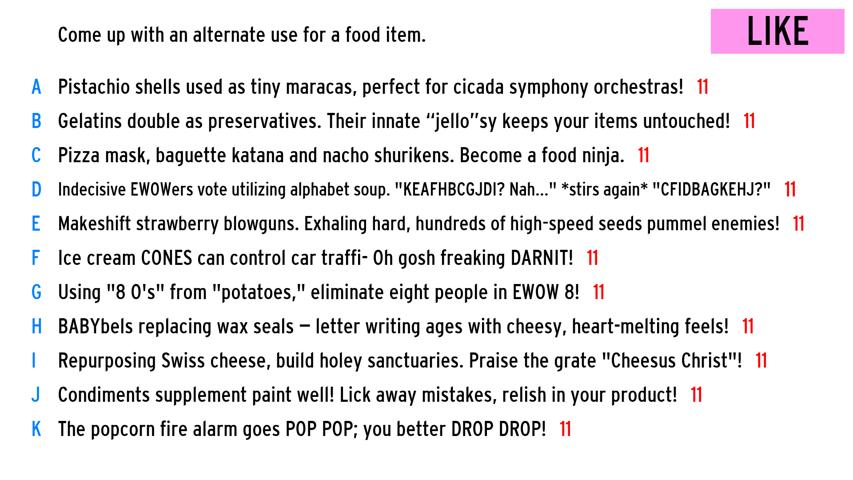 Come up with an alternate use for a food item.
LIKE
A Pistachio shells used as tiny maracas, perfect for cicada symphony orchestras! 11
B Gelatins double as preservatives. Their innate “jello”sy keeps your items untouched! 11
C Pizza mask, baguette katana and nacho shurikens. Become a food ninja. 11
D Indecisive EWOWers vote utilizing alphabet soup. "KEAFHBCGJDI? Nah..." *stirs again* "CFIDBAGKEHJ?" 11
E Makeshift strawberry blowguns. Exhaling hard, hundreds of high-speed seeds pummel enemies! 11
F Ice cream CONES can control car traffi- Oh gosh freaking DARNIT! 11
G Using "8 O's" from "potatoes," eliminate eight people in EWOW 8! 11
H BABYbels replacing wax seals – letter writing ages with cheesy, heart-melting feels! 11
I Repurposing Swiss cheese, build holey sanctuaries. Praise the grate "Cheesus Christ"! 11
J Condiments supplement paint well! Lick away mistakes, relish in your product! 11
K The popcorn fire alarm goes POP POP; you better DROP DROP! 11